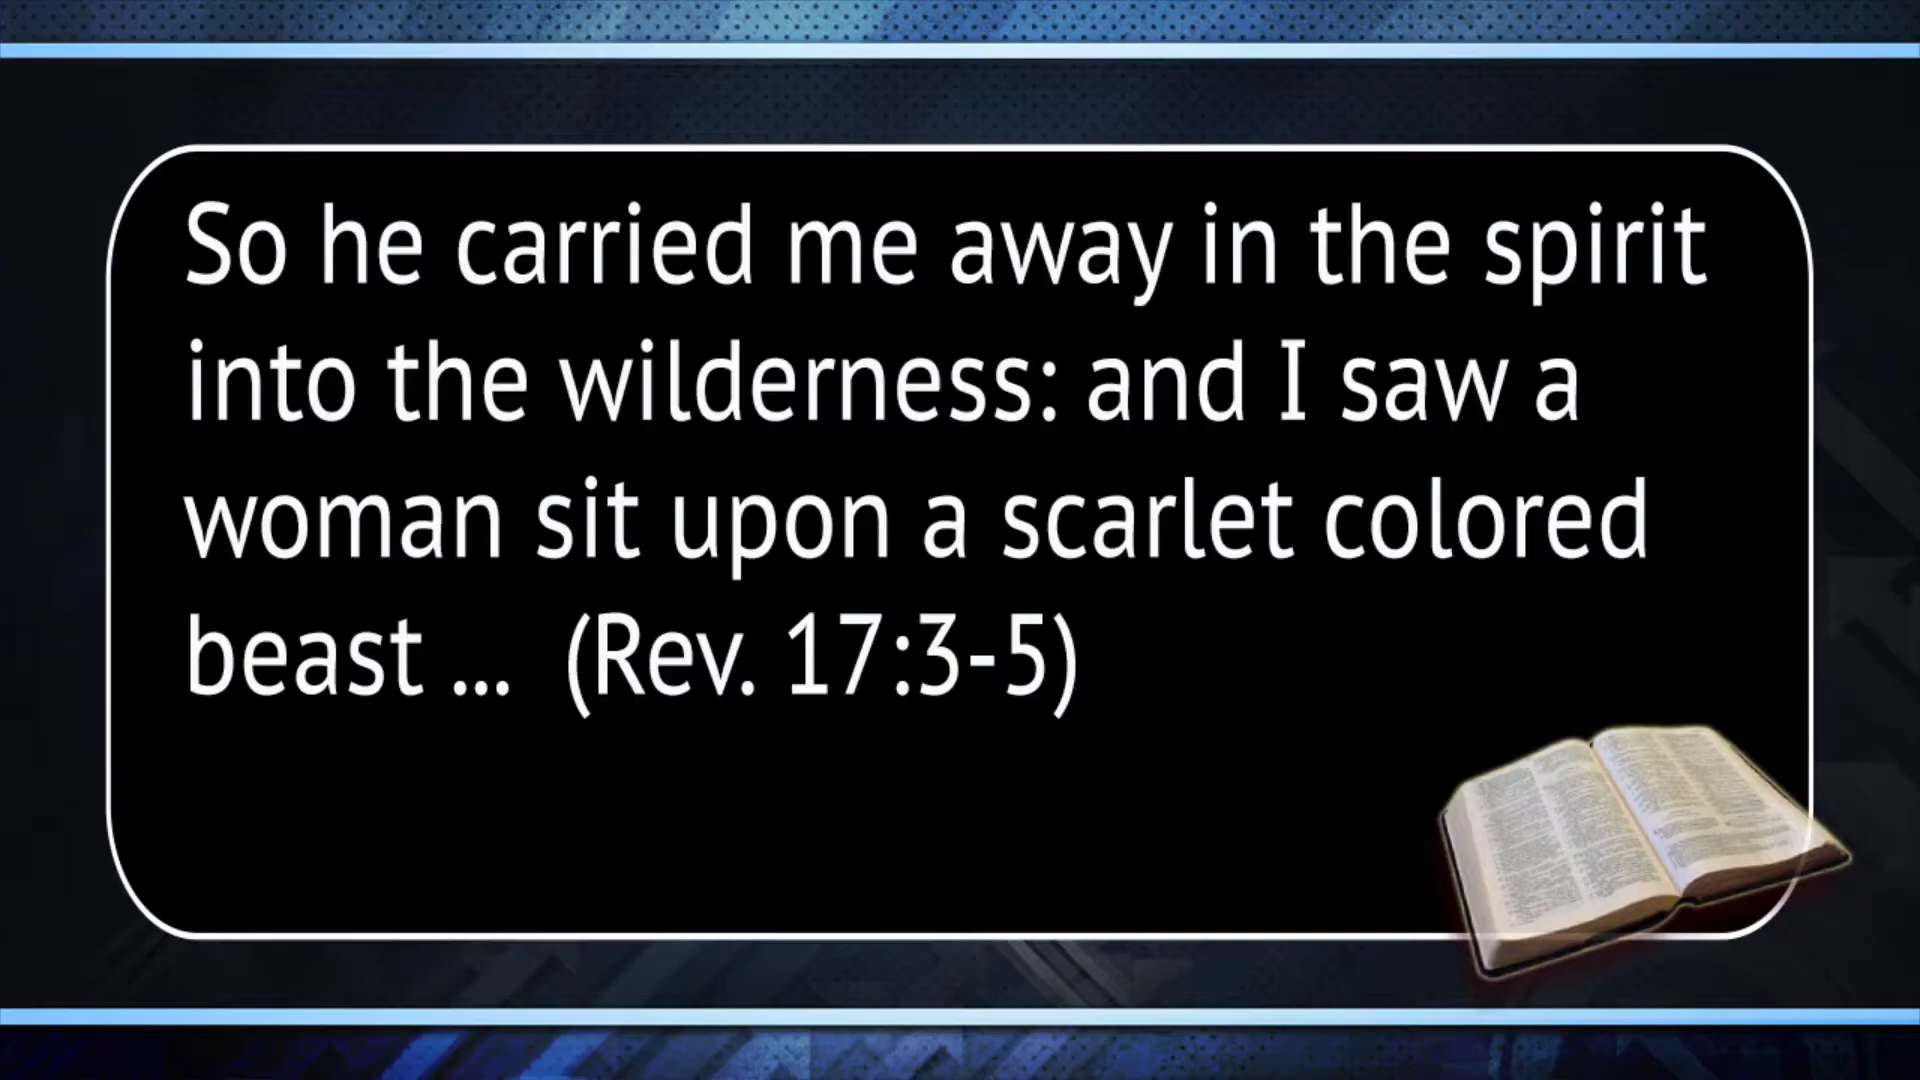 So he carried me away in the spirit
into the wilderness: and I saw a
woman sit upon a scarlet colored
beast ...  (Rev. 17:3-5)